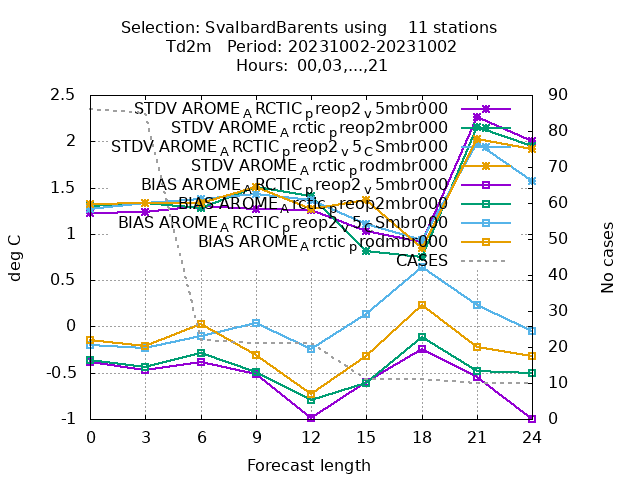 Selection: SvalbardBarents using    11 stations
Td2m   Period: 20231002-20231002
Hours: 00,03,...,21
2.5
2
1.5
1
0.5
0
-0.5
-1
deg C
STDV AROME_ARCTIC_preop2_v5mbr000
STDV AROME_Arctic_preop2mbr000
STDV AROME_ARCTIC_preop2_v5_CSmbr000
STDV AROME_Arctic_prodmbr000
BIAS AROME_ARCTIC_preop2_v5mbr000
BIAS AROME_Arctic_preop2mbr000
BIAS AROME_ARCTIC_preop2_v5_CSmbr000
BIAS AROME_Arctic_prodmbr000
CASES
90
80
70
60
50
40
30
20
10
0
No cases
0 3 6 9 12 15 18 21 24
Forecast length